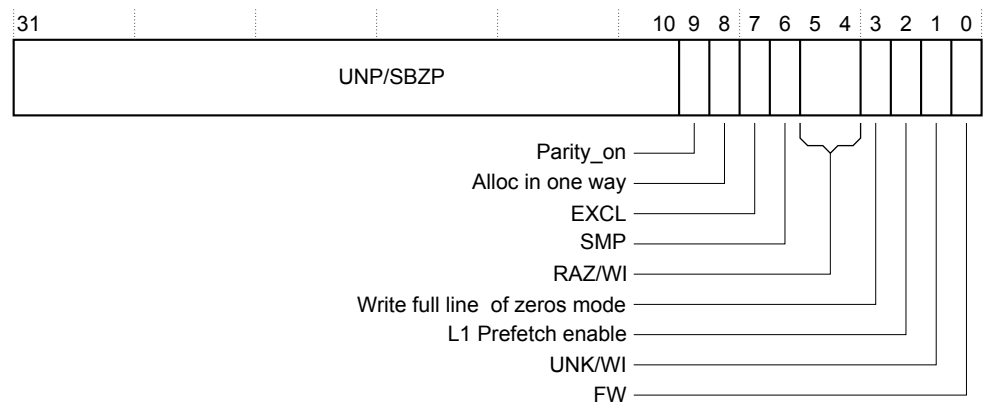 31 10 9 8 7 6 5 4 3 2 1 0
UNP/SBZP
Parity_on
Alloc in one way
EXCL
SMP
RAZ/WI
Write full line of zeros mode
L1 Prefetch enable
UNK/WI
FW